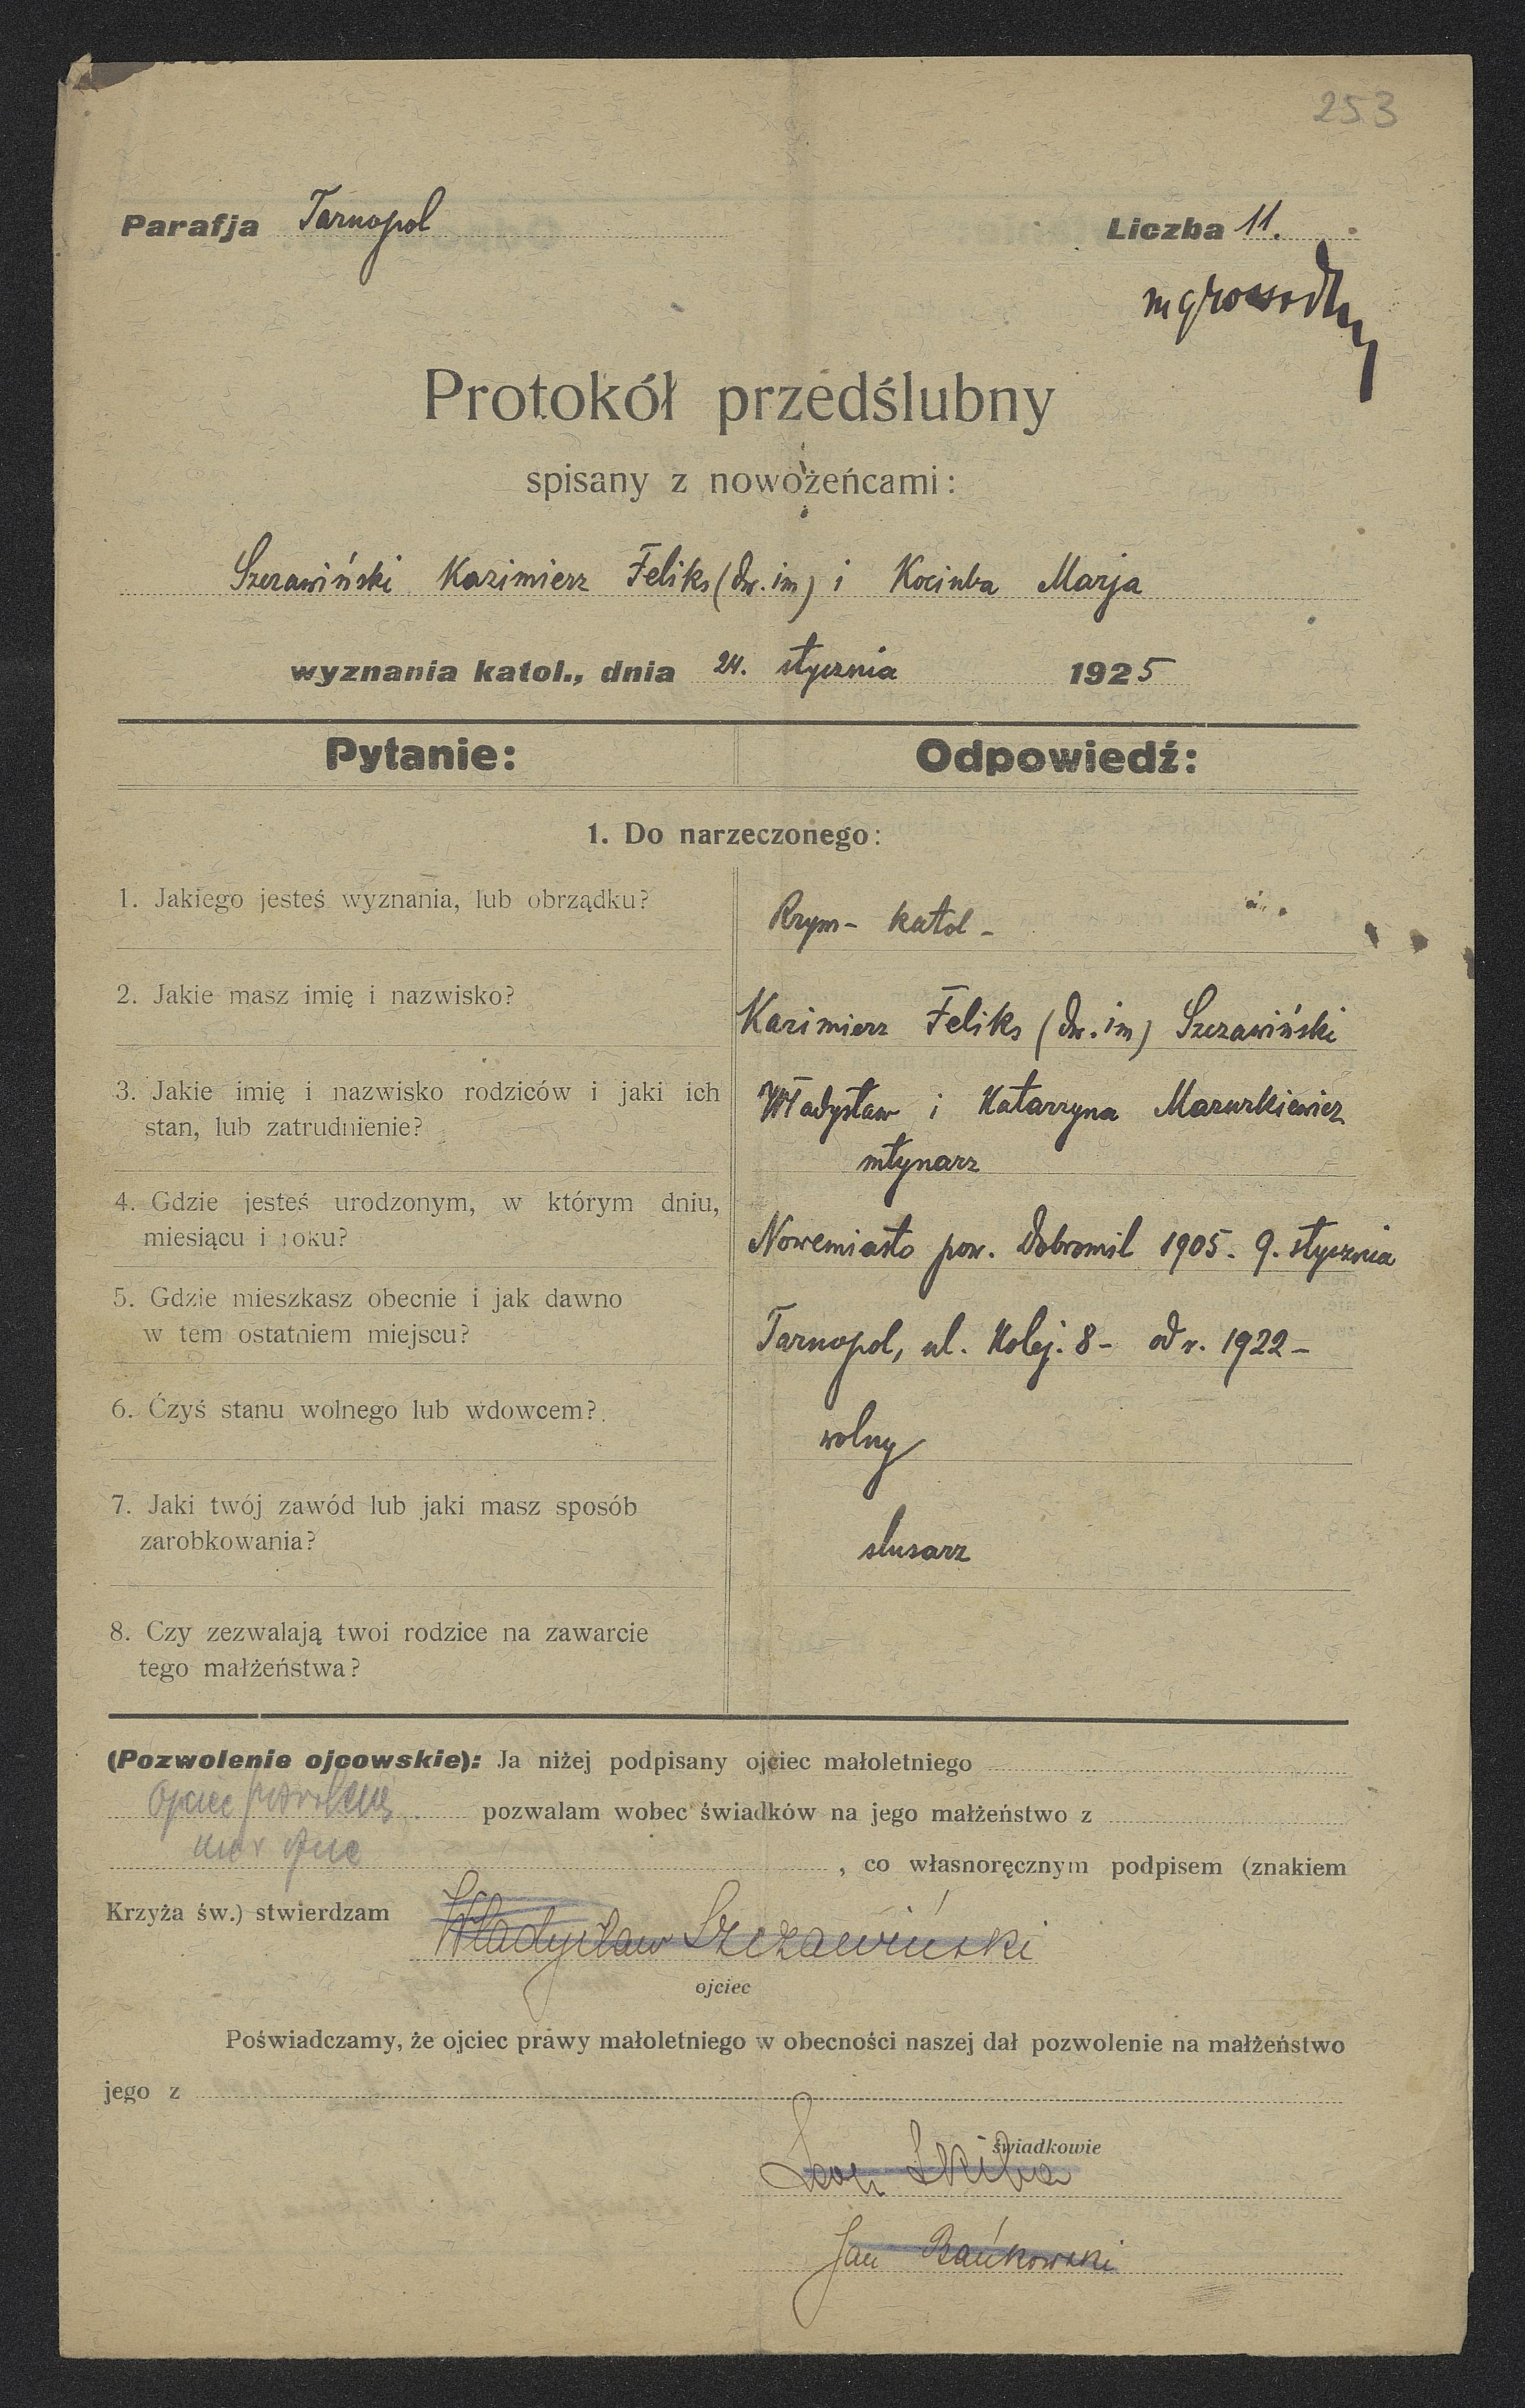 253
Parafja Tarnopol
Liczba 11.
Protokół przedślubny
spisany z nowożeńcami:
Szczawiński Kazimierz Feliks (dw. im) i Kociuba Marja
wyznania katol., dnia 24. stycznia 1925
Pytanie: Odpowiedź:
1. Do narzeczonego:
1. Jakiego jesteś wyznania, lub obrządku?
Rzym- katol -
2. Jakie masz imię i nazwisko?
Kazimierz Feliks (dw. im) Szczawiński
3. Jakie imię i nazwisko rodziców i jaki ich
stan, lub zatrudnienie?
Władysław i Katarzyna Mazurkiewicz
młynarz
4. Gdzie jesteś urodzonym, w którym dniu,
miesiącu i roku?
Nowemiasto pow. Dobromil 1905. 9. stycznia
5. Gdzie mieszkasz obecnie i jak dawno
w tem ostatniem miejscu?
Tarnopol, ul. Kolej. 8 - od r. 1922 -
6. Czyś stanu wolnego lub wdowcem?
wolny
7. Jaki twój zawód lub jaki masz sposób
zarobkowania?
slusarz
8. Czy zezwalają twoi rodzice na zawarcie
tego małżeństwa?
(Pozwolenie ojcowskie): Ja niżej podpisany ojciec małoletniego
Ojciec pozwalam wobec świadków na jego małżeństwo z
, co własnoręcznym podpisem (znakiem
Krzyża św.) stwierdzam Władysław Szczawiński
ojciec
Poświadczamy, że ojciec prawy małoletniego w obecności naszej dał pozwolenie na małżeństwo
jego z
świadkowie
Skiba
Jan Bańkowski